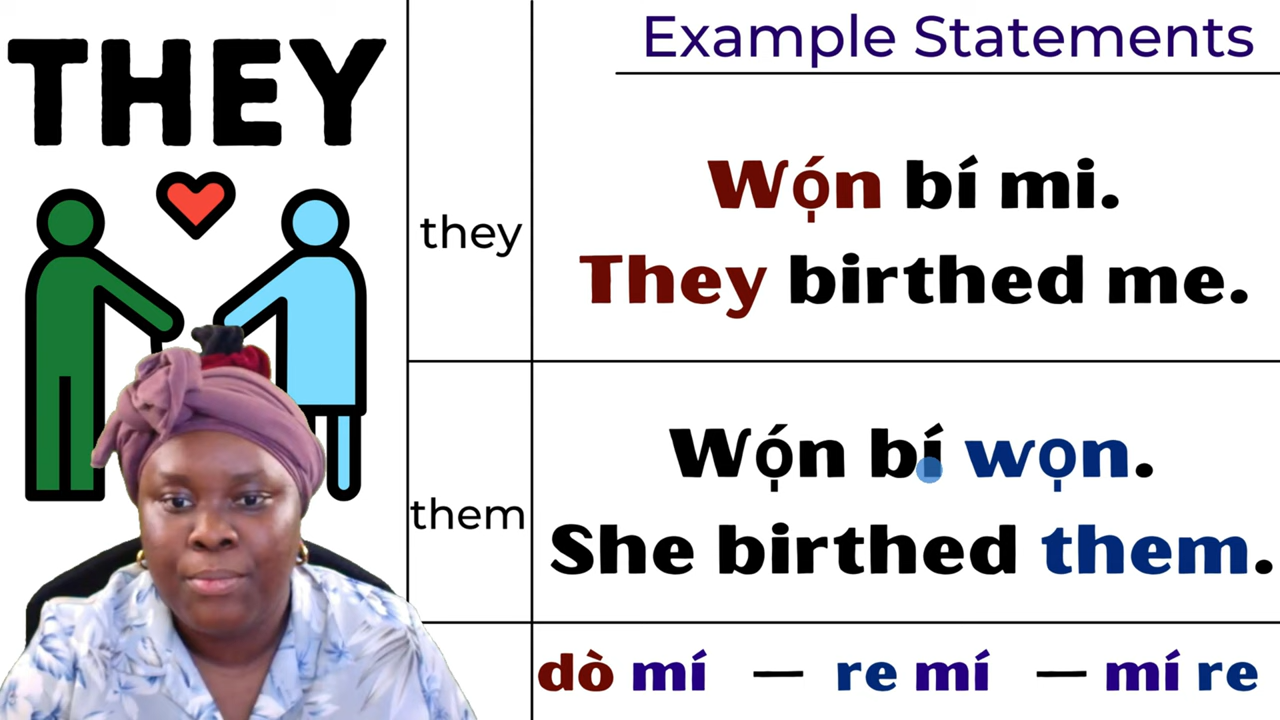 THEY
Example Statements
they
Wọ́n bí mi.
They birthed me.
them
Wọ́n bí wọn.
She birthed them.
dò mí — re mí — mí re